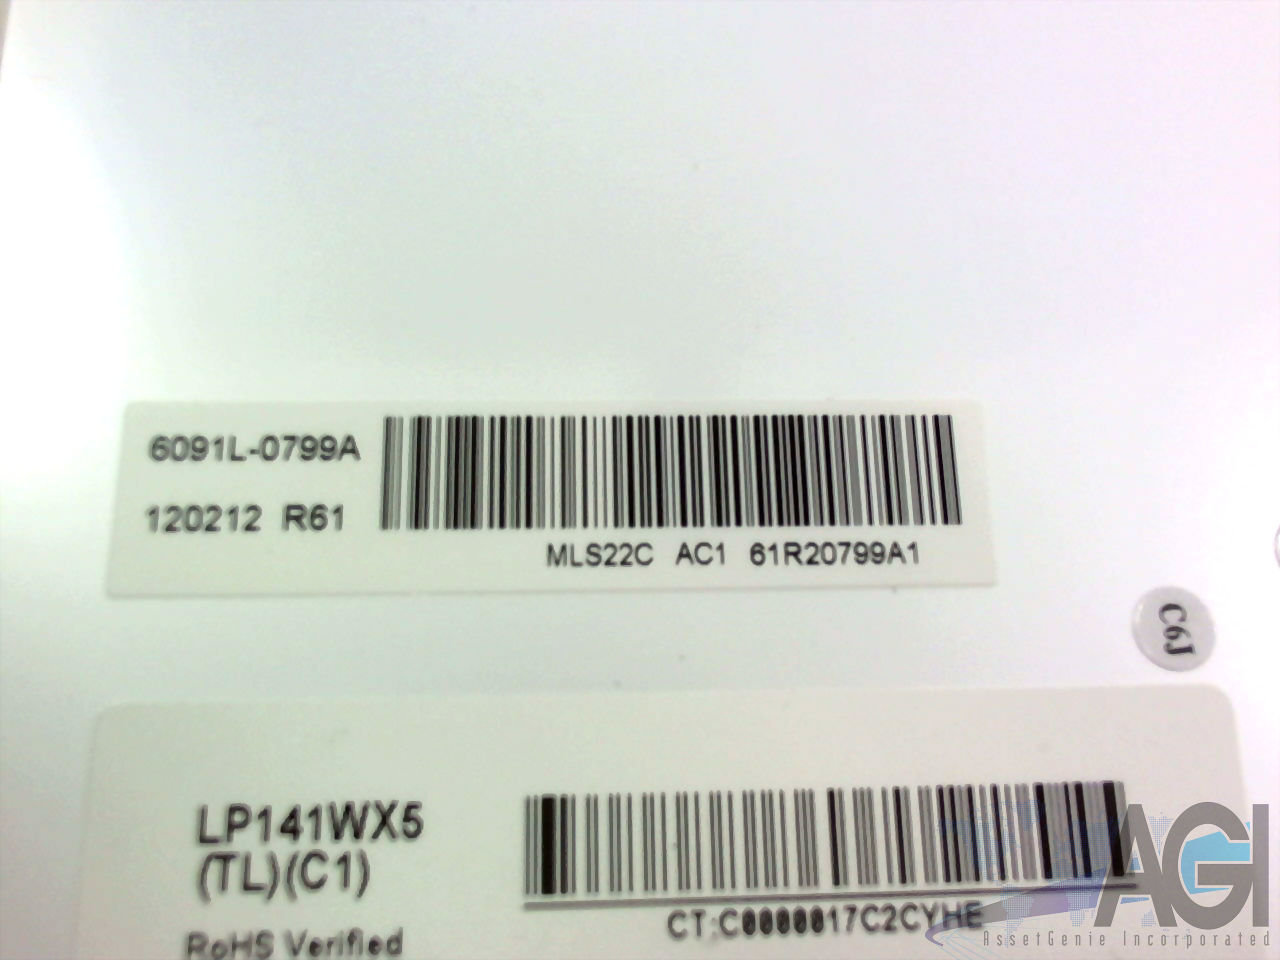 6091L-0799A
120212 R61
MLS22C AC1 61R20799A1
C6J
LP141WX5
(TL)(C1)
CT:C0000017C2CYHE
RoHS Verified
AGI
AssetGenie Incorporated